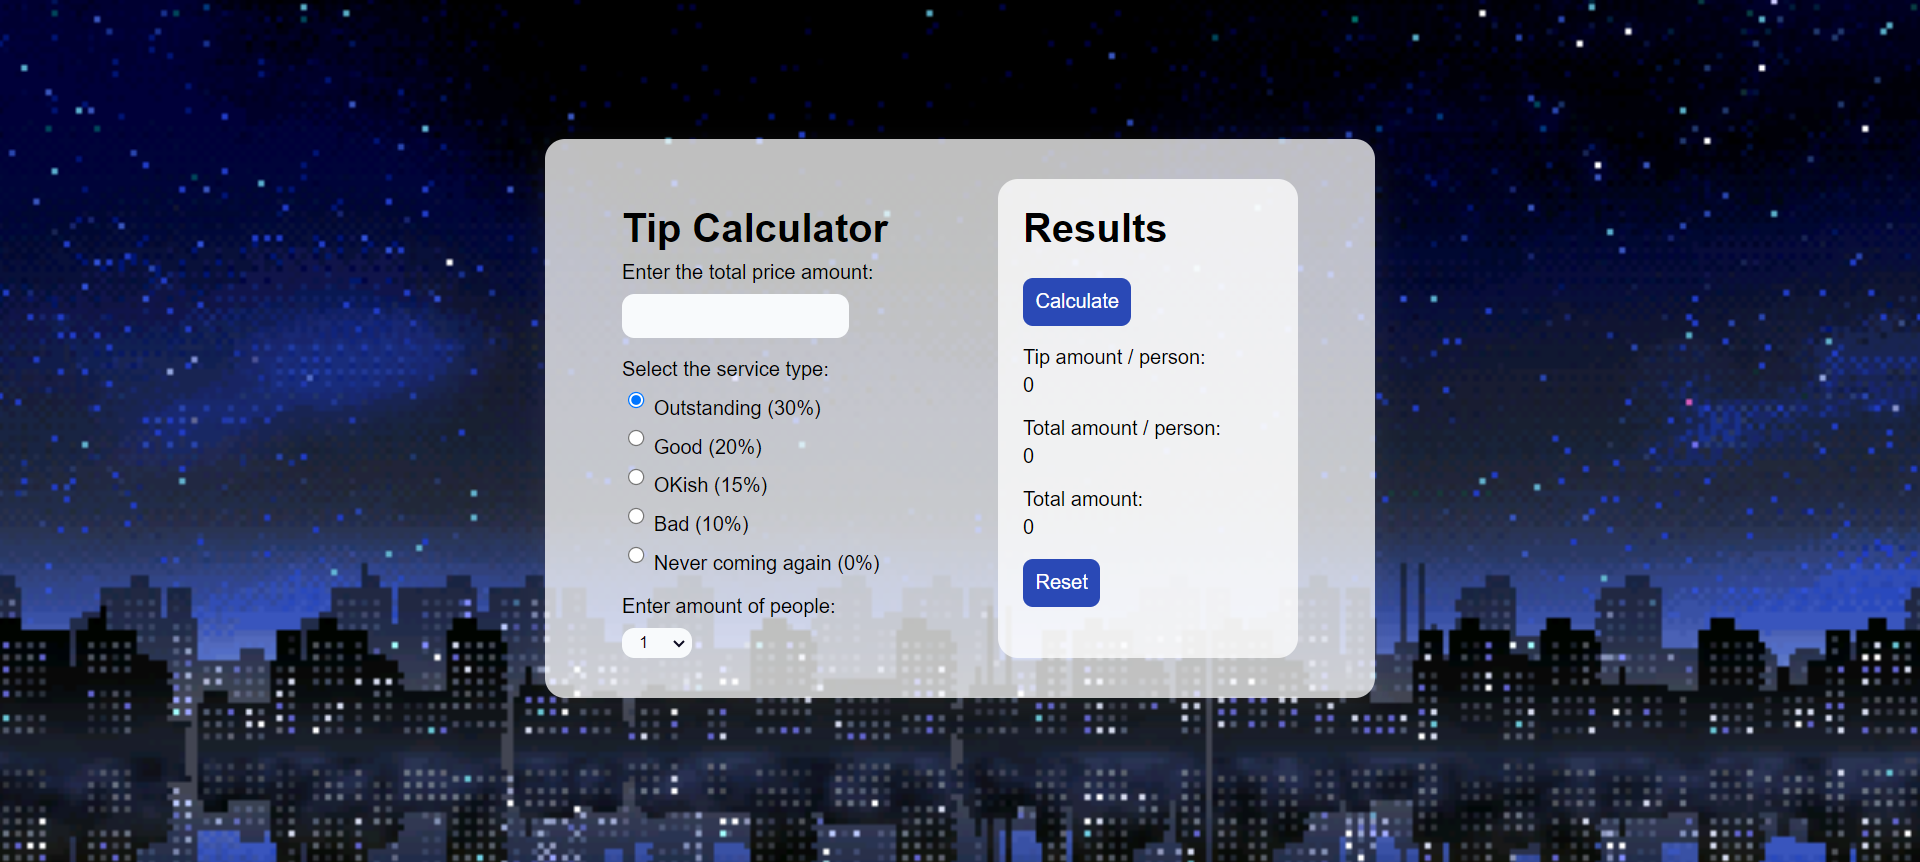 Tip Calculator
Enter the total price amount:
Select the service type:
Outstanding (30%)
Good (20%)
OKish (15%)
Bad (10%)
Never coming again (0%)
Enter amount of people:
1
Results
Calculate
Tip amount / person:
0
Total amount / person:
0
Total amount:
0
Reset